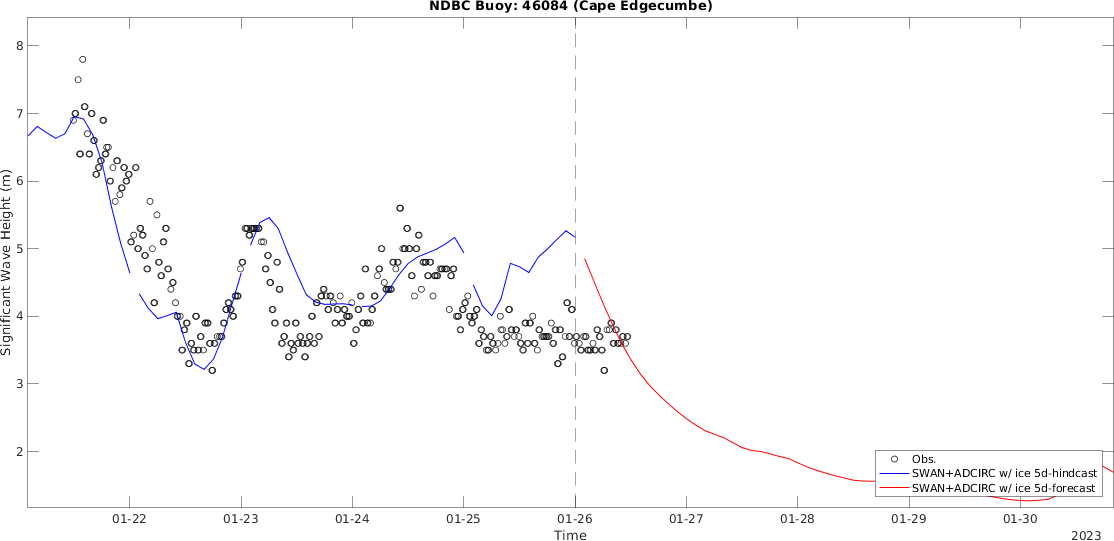 NDBC Buoy: 46084 (Cape Edgecumbe)
Significant Wave Height (m)
8
7
6
5
4
3
2
Obs.
SWAN+ADCIRC w/ ice 5d-hindcast
SWAN+ADCIRC w/ ice 5d-forecast
01-22
01-23
01-24
01-25
01-26
01-27
01-28
01-29
01-30
Time
2023